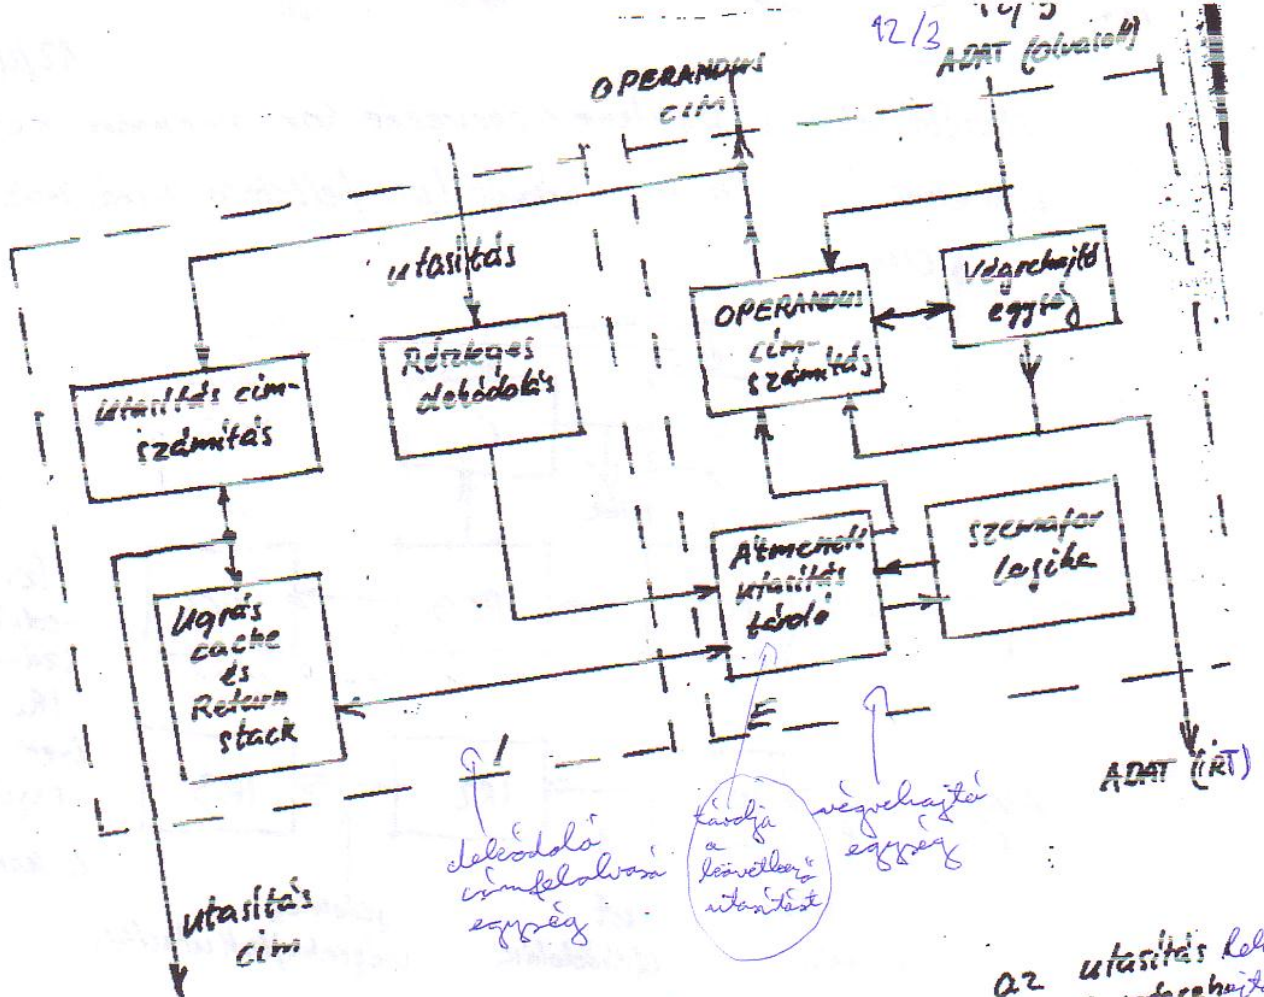 12/3
ADAT (olvasott)
OPERANDUS
CIM
utasítás
OPERANDUS
cím-
számítás
Végrehajtó
egység
Részleges
dekódolás
utasítás cím-
számítás
Átmeneti
utasítás
tároló
szemafor
logika
Ugrás
cache
és
Return
stack
I
E
ADAT (ÍRT)
dekódoló
címfelolvasó
egység
tárolja
a
következő
utasítást
végrehajtó
egység
utasítás
cím
az utasítás